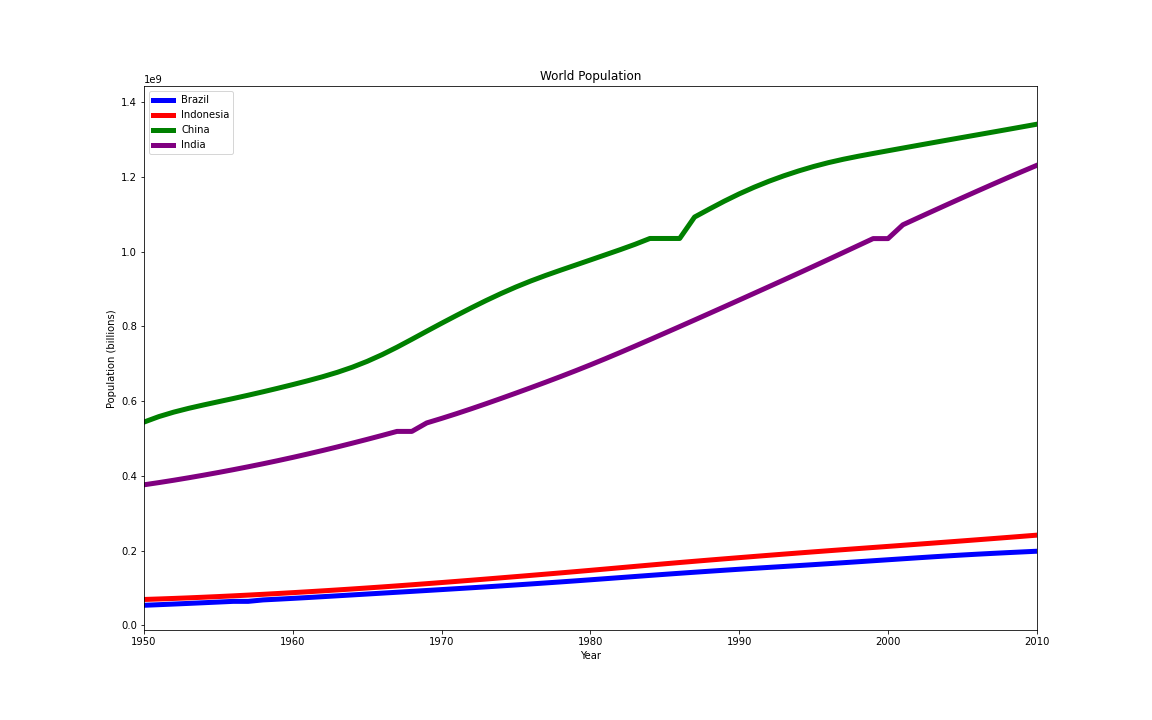 World Population
1e9
Brazil
Indonesia
China
India
1.4
1.2
1.0
0.8
0.6
0.4
0.2
0.0
Population (billions)
1950 1960 1970 1980 1990 2000 2010
Year